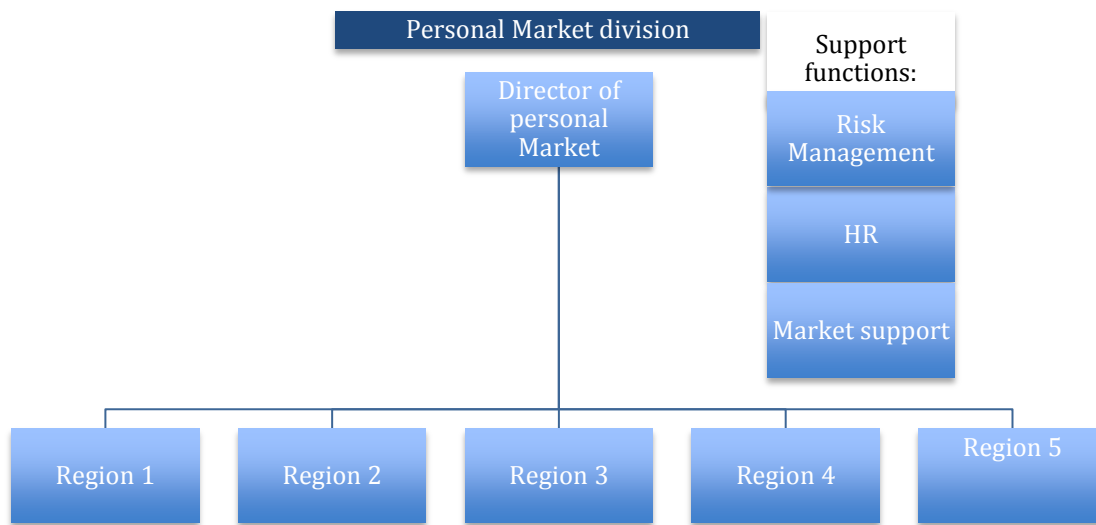 Personal Market division
Support
functions:
Director of
personal
Market
Risk
Management
HR
Market support
Region 1
Region 2
Region 3
Region 4
Region 5